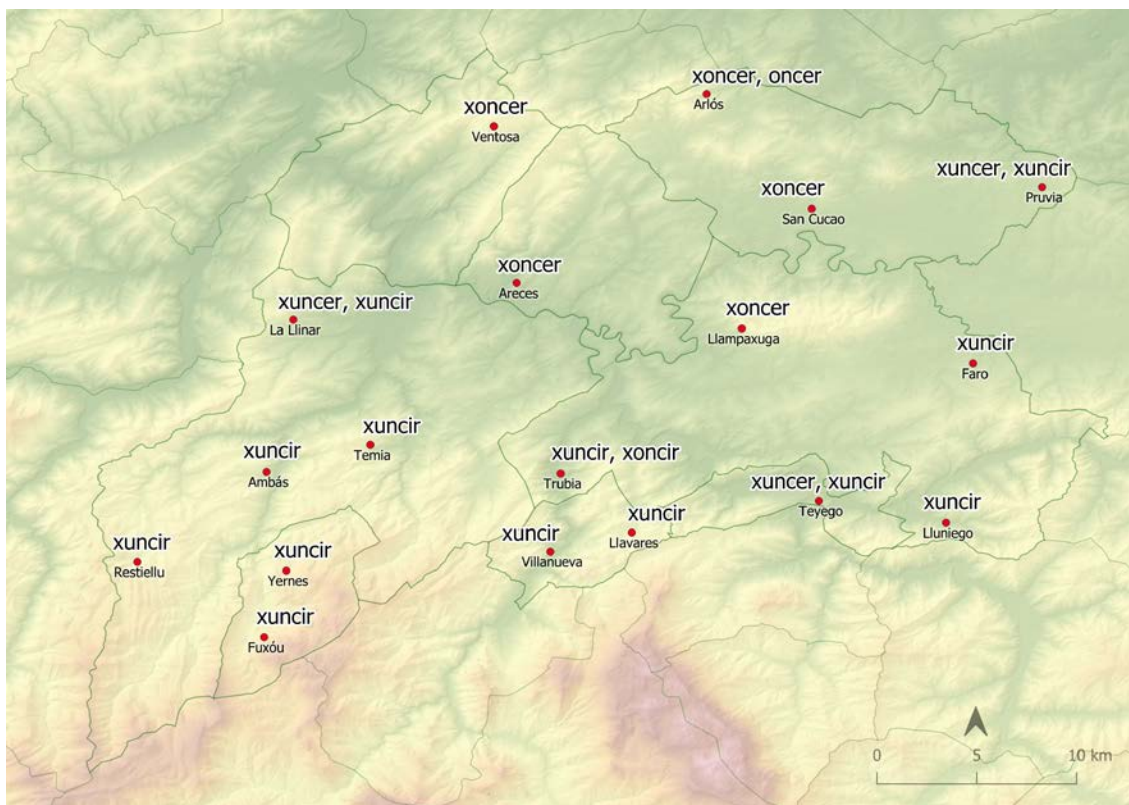 xoncer, oncer
Arlós
xoncer
Ventosa
xuncer, xuncir
Pruvia
xoncer
San Cucao
xoncer
Areces
xuncer, xuncir
La Llinar
xoncer
Llampaxuga
xuncir
Faro
xuncir
Temia
xuncir
Ambás
xuncir, xoncir
Trubia
xuncer, xuncir
Teyego
xuncir
Lluniego
xuncir
Llavares
xuncir
Villanueva
xuncir
Restiellu
xuncir
Yernes
xuncir
Fuxóu
0 5 10 km